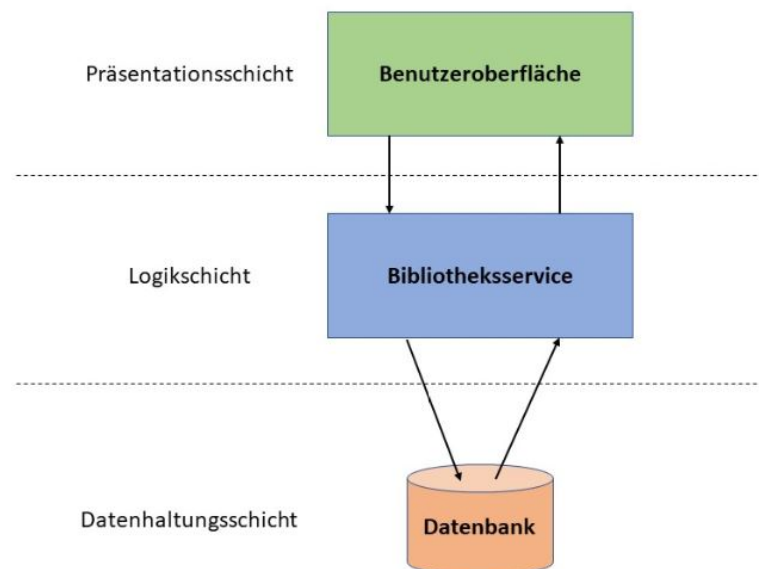 Präsentationsschicht
Benutzeroberfläche
Logikschicht
Bibliotheksservice
Datenhaltungsschicht
Datenbank